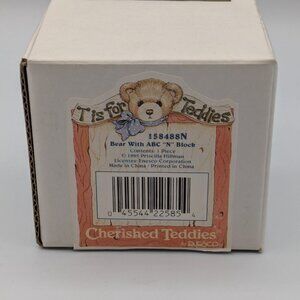 T is for Teddies
158488N
Bear With ABC "N" Block
Contents: 1 Piece
© 1995 Priscilla Hillman
Licensee Enesco Corporation
Made in China / Printed in China
0 45544 22585 4
Cherished Teddies
by ENESCO